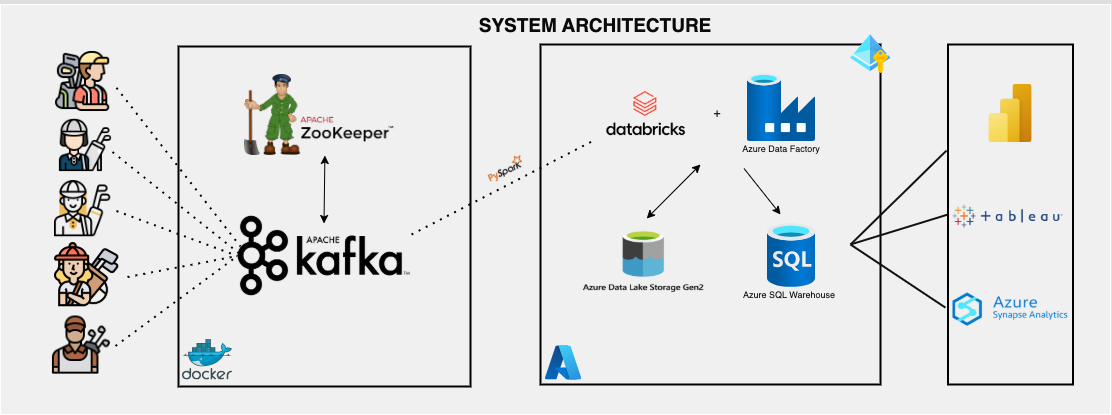 SYSTEM ARCHITECTURE
APACHE
ZooKeeper™
APACHE
kafka™
docker
PySpark
databricks
+
Azure Data Factory
Azure Data Lake Storage Gen2
SQL
Azure SQL Warehouse
+ableau
Azure
Synapse Analytics